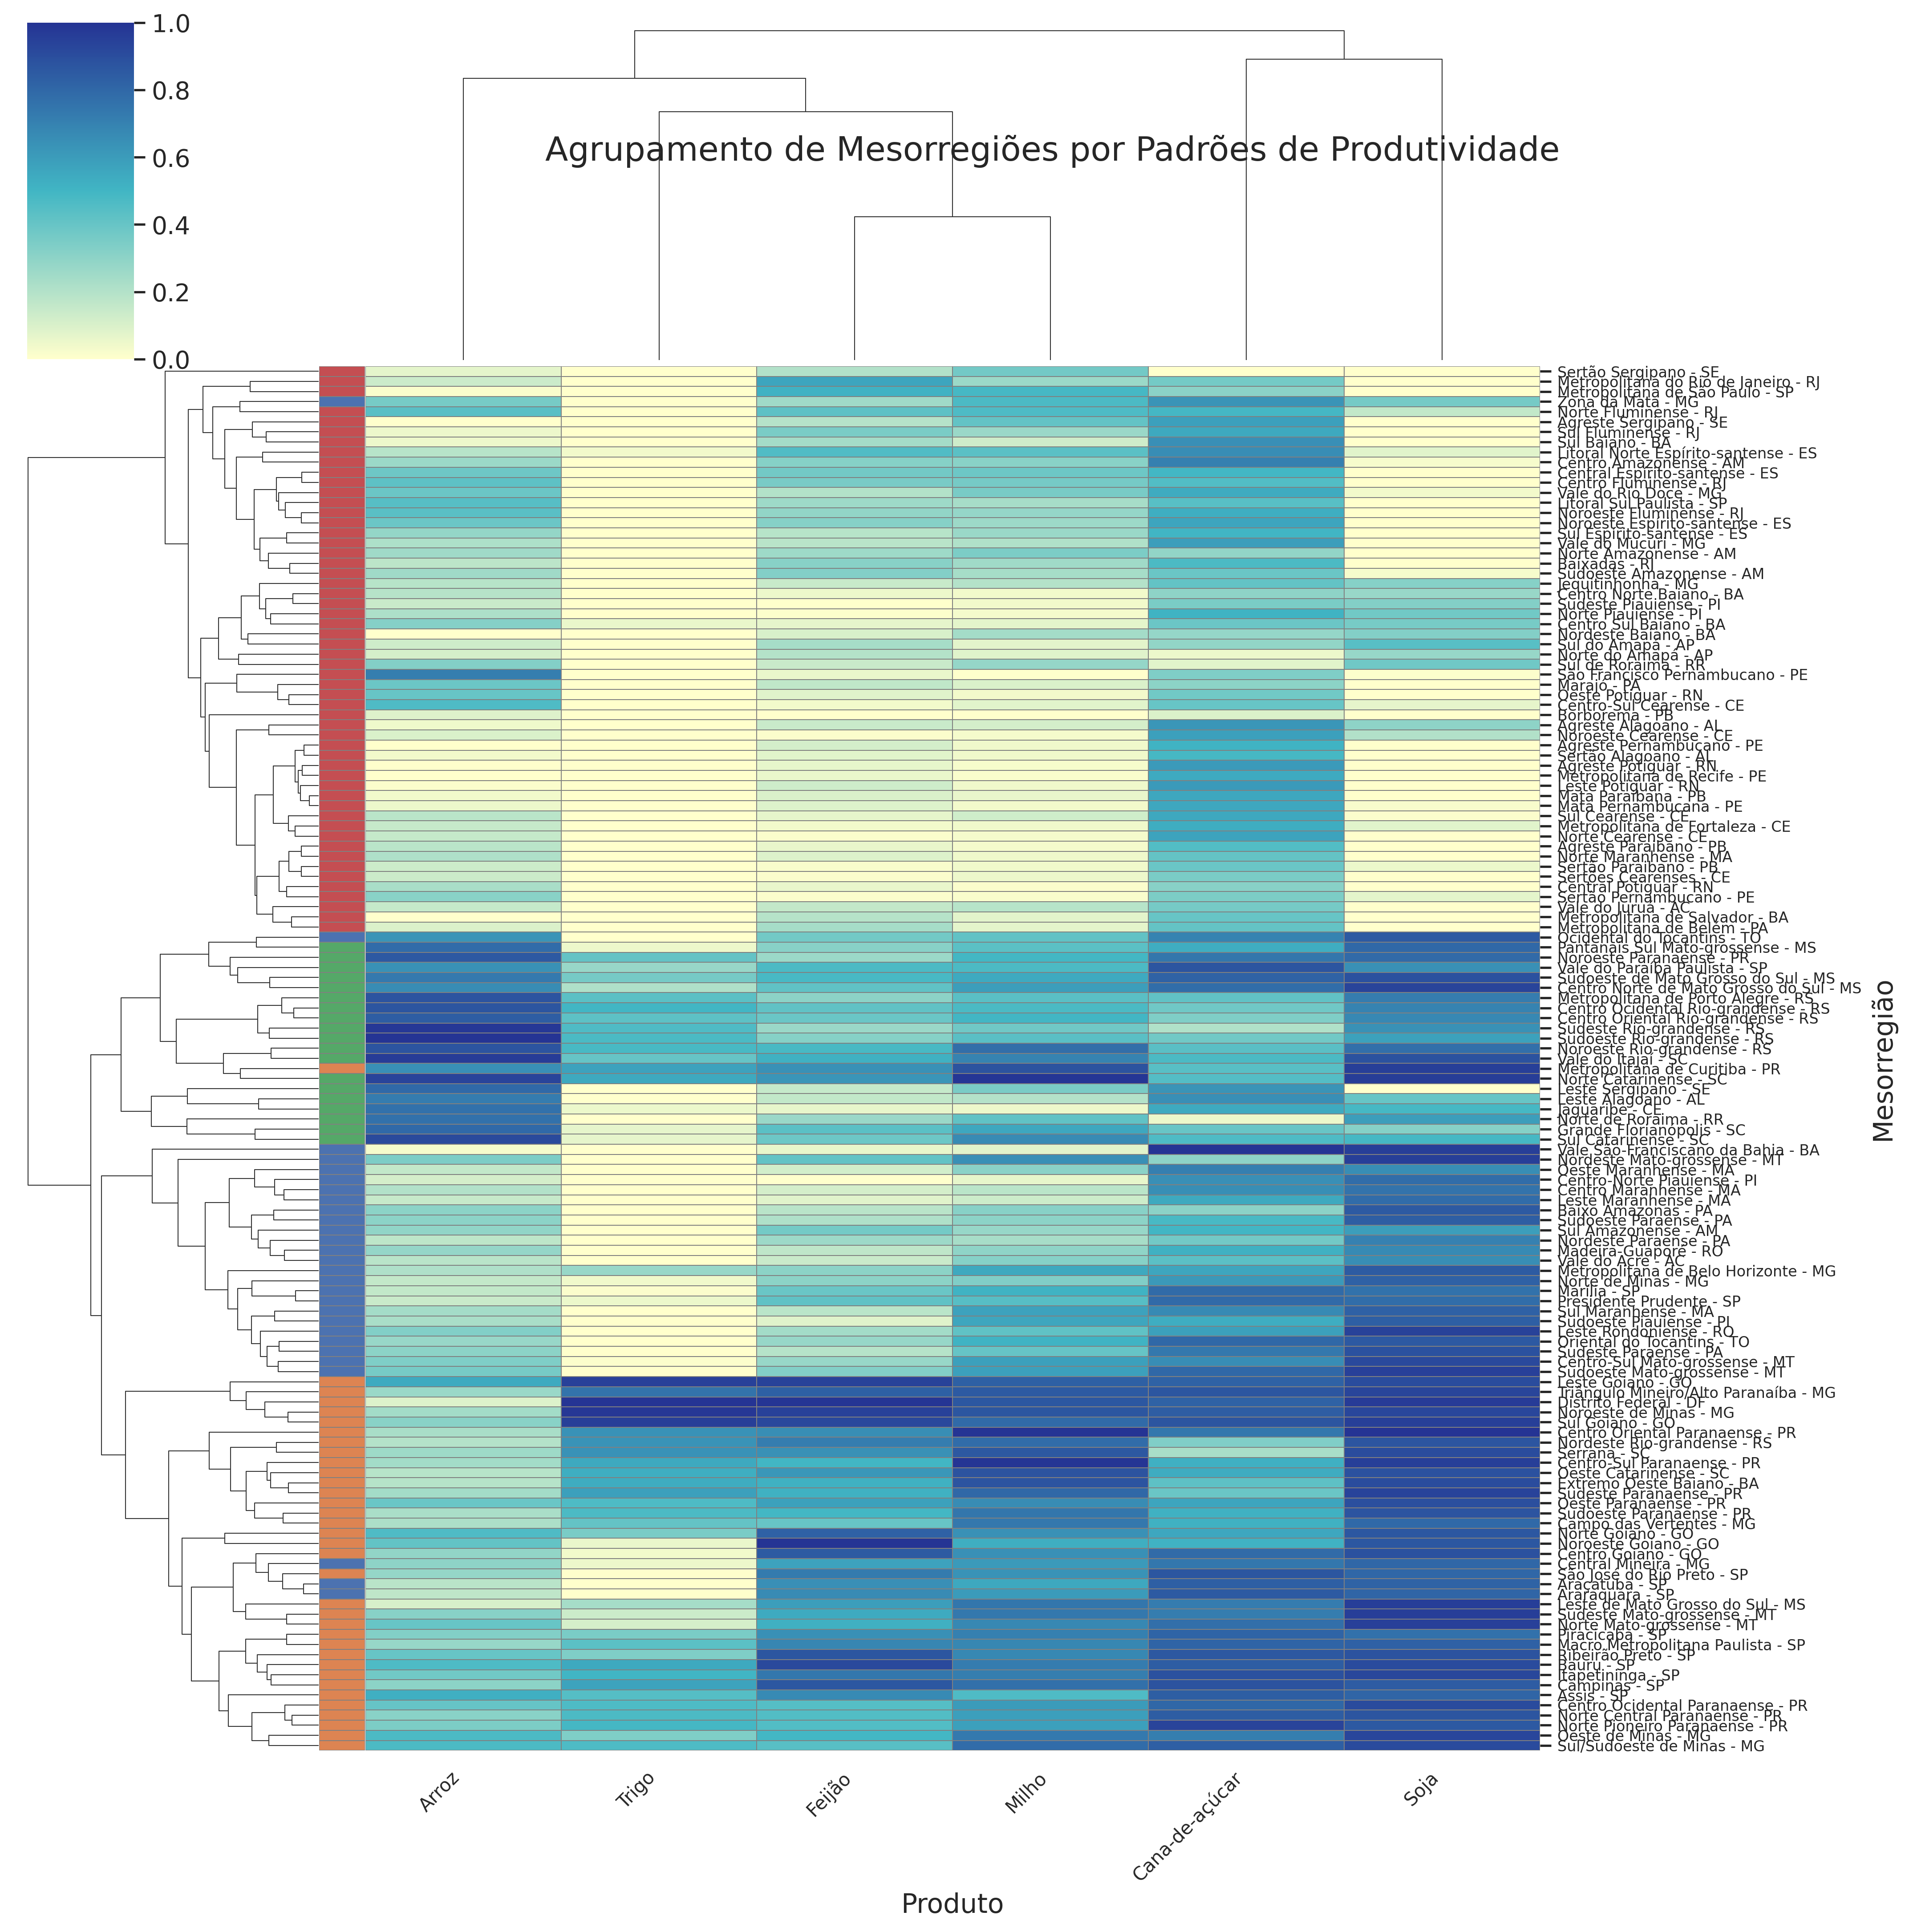 1.0
0.8
0.6
0.4
0.2
0.0
Agrupamento de Mesorregiões por Padrões de Produtividade
Sertão Sergipano - SE
Metropolitana do Rio de Janeiro - RJ
Metropolitana de São Paulo - SP
Zona da Mata - MG
Norte Fluminense - RJ
Agreste Sergipano - SE
Sul Fluminense - RJ
Sul Baiano - BA
Litoral Norte Espírito-santense - ES
Centro Amazonense - AM
Central Espírito-santense - ES
Centro Fluminense - RJ
Vale do Rio Doce - MG
Litoral Sul Paulista - SP
Noroeste Fluminense - RJ
Noroeste Espírito-santense - ES
Sul Espírito-santense - ES
Vale do Mucuri - MG
Norte Amazonense - AM
Baixadas - RJ
Sudoeste Amazonense - AM
Jequitinhonha - MG
Centro Norte Baiano - BA
Sudeste Piauiense - PI
Norte Piauiense - PI
Centro Sul Baiano - BA
Nordeste Baiano - BA
Sul do Amapá - AP
Norte do Amapá - AP
Sul de Roraima - RR
São Francisco Pernambucano - PE
Marajó - PA
Oeste Potiguar - RN
Centro-Sul Cearense - CE
Borborema - PB
Agreste Alagoano - AL
Noroeste Cearense - CE
Agreste Pernambucano - PE
Sertão Alagoano - AL
Agreste Potiguar - RN
Metropolitana de Recife - PE
Leste Potiguar - RN
Mata Paraibana - PB
Mata Pernambucana - PE
Sul Cearense - CE
Metropolitana de Fortaleza - CE
Norte Cearense - CE
Agreste Paraibano - PB
Norte Maranhense - MA
Sertão Paraibano - PB
Sertões Cearenses - CE
Central Potiguar - RN
Sertão Pernambucano - PE
Vale do Juruá - AC
Metropolitana de Salvador - BA
Metropolitana de Belém - PA
Ocidental do Tocantins - TO
Pantanais Sul Mato-grossense - MS
Noroeste Paranaense - PR
Vale do Paraíba Paulista - SP
Sudoeste de Mato Grosso do Sul - MS
Centro Norte de Mato Grosso do Sul - MS
Metropolitana de Porto Alegre - RS
Centro Ocidental Rio-grandense - RS
Centro Oriental Rio-grandense - RS
Sudeste Rio-grandense - RS
Sudoeste Rio-grandense - RS
Noroeste Rio-grandense - RS
Vale do Itajaí - SC
Metropolitana de Curitiba - PR
Norte Catarinense - SC
Leste Sergipano - SE
Leste Alagoano - AL
Jaguaribe - CE
Norte de Roraima - RR
Grande Florianópolis - SC
Sul Catarinense - SC
Vale São-Franciscano da Bahia - BA
Nordeste Mato-grossense - MT
Oeste Maranhense - MA
Centro-Norte Piauiense - PI
Centro Maranhense - MA
Leste Maranhense - MA
Baixo Amazonas - PA
Sudoeste Paraense - PA
Sul Amazonense - AM
Nordeste Paraense - PA
Madeira-Guaporé - RO
Vale do Acre - AC
Metropolitana de Belo Horizonte - MG
Norte de Minas - MG
Marília - SP
Presidente Prudente - SP
Sul Maranhense - MA
Sudoeste Piauiense - PI
Leste Rondoniense - RO
Oriental do Tocantins - TO
Sudeste Paraense - PA
Centro-Sul Mato-grossense - MT
Sudoeste Mato-grossense - MT
Leste Goiano - GO
Triângulo Mineiro/Alto Paranaíba - MG
Distrito Federal - DF
Noroeste de Minas - MG
Sul Goiano - GO
Centro Oriental Paranaense - PR
Nordeste Rio-grandense - RS
Serrana - SC
Centro-Sul Paranaense - PR
Oeste Catarinense - SC
Extremo Oeste Baiano - BA
Sudeste Paranaense - PR
Oeste Paranaense - PR
Sudoeste Paranaense - PR
Campo das Vertentes - MG
Norte Goiano - GO
Noroeste Goiano - GO
Centro Goiano - GO
Central Mineira - MG
São José do Rio Preto - SP
Araçatuba - SP
Araraquara - SP
Leste de Mato Grosso do Sul - MS
Sudeste Mato-grossense - MT
Norte Mato-grossense - MT
Piracicaba - SP
Macro Metropolitana Paulista - SP
Ribeirão Preto - SP
Bauru - SP
Itapetininga - SP
Campinas - SP
Assis - SP
Centro Ocidental Paranaense - PR
Norte Central Paranaense - PR
Norte Pioneiro Paranaense - PR
Oeste de Minas - MG
Sul/Sudoeste de Minas - MG
Mesorregião
Arroz
Trigo
Feijão
Milho
Cana-de-açúcar
Soja
Produto